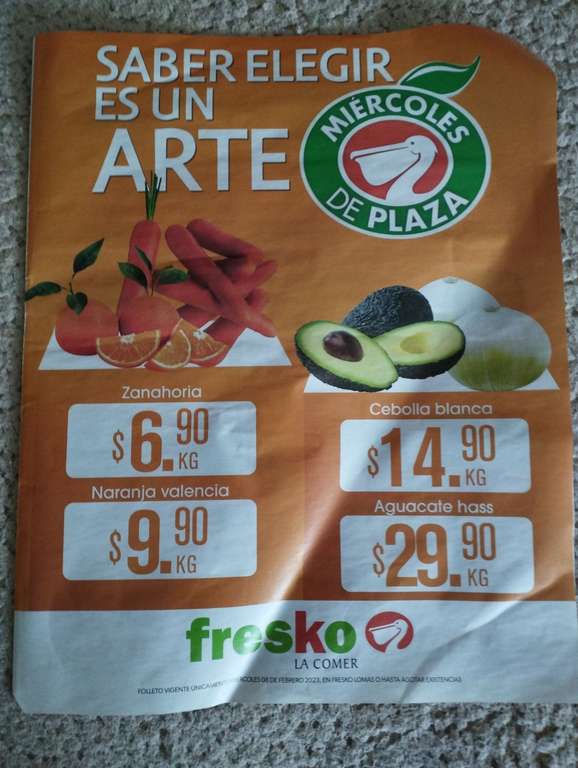 SABER ELEGIR
ES UN
ARTE
MIÉRCOLES
DE PLAZA
Zanahoria
$6.90
KG
Naranja valencia
$9.90
KG
Cebolla blanca
$14.90
KG
Aguacate hass
$29.90
KG
fresko
LA COMER
FOLLETO VIGENTE ÚNICAMENTE MIÉRCOLES 08 DE FEBRERO 2023, EN FRESKO LOMAS O HASTA AGOTAR EXISTENCIAS